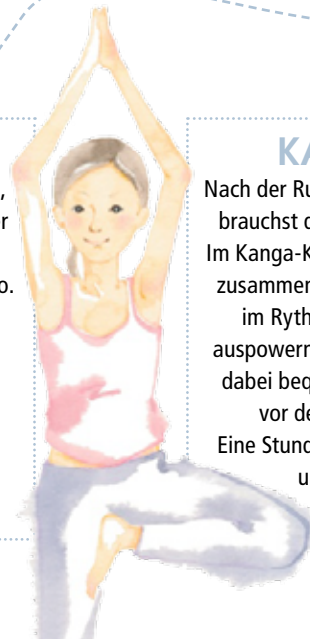 ,
r
o.
KA
Nach der Ru
brauchst d
Im Kanga-K
zusammen
im Ryth
auspowern
dabei beq
vor de
Eine Stund
u